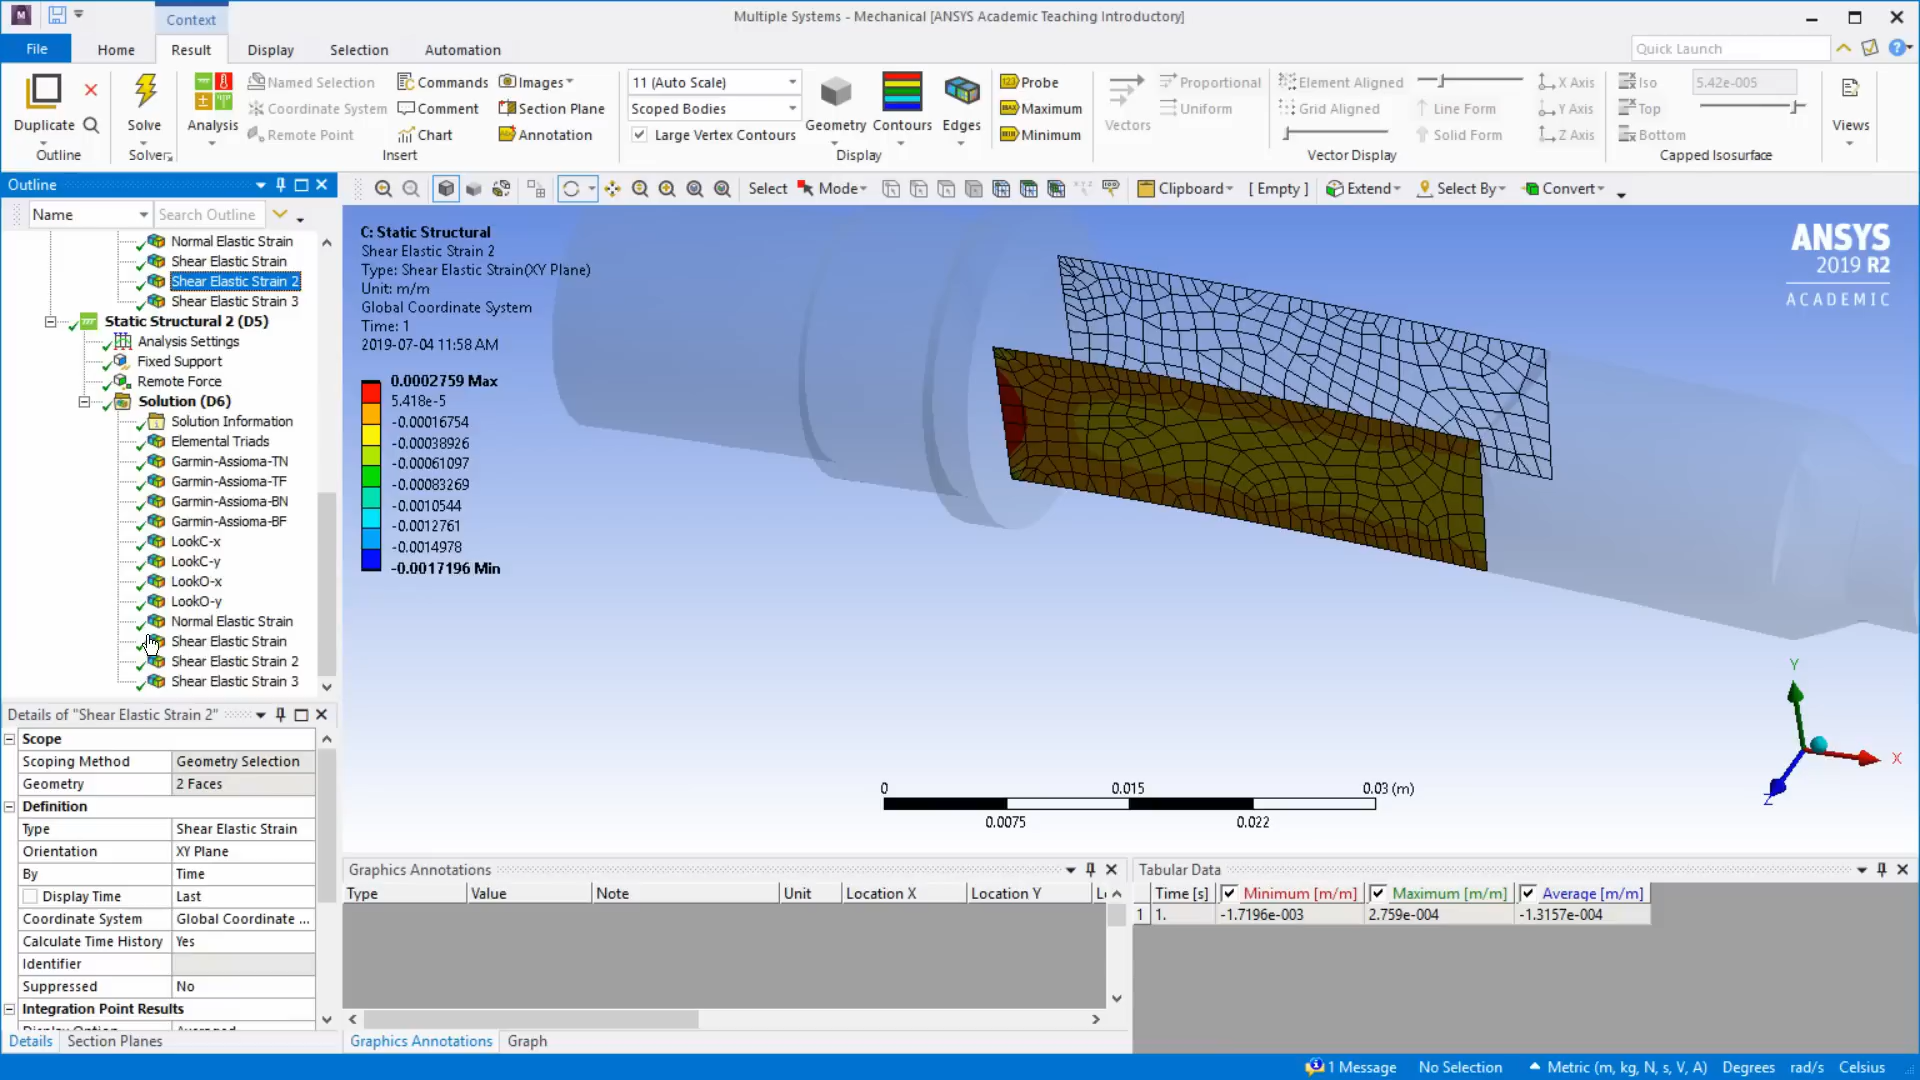 Context
Multiple Systems - Mechanical [ANSYS Academic Teaching Introductory]
File
Home
Result
Display
Selection
Automation
Quick Launch
Duplicate
Outline
Solve
Solver
Analysis
Named Selection
Coordinate System
Remote Point
Commands
Comment
Chart
Images
Section Plane
Annotation
Insert
11 (Auto Scale)
Scoped Bodies
Large Vertex Contours
Geometry
Contours
Edges
Display
Probe
Maximum
Minimum
Vectors
Proportional
Uniform
Element Aligned
Grid Aligned
Line Form
Solid Form
X Axis
Y Axis
Z Axis
Vector Display
Iso
Top
Bottom
5.42e-005
Capped Isosurface
Views
Outline
Name
Search Outline
Select
Mode
Clipboard
[ Empty ]
Extend
Select By
Convert
Normal Elastic Strain
Shear Elastic Strain
Shear Elastic Strain 2
Shear Elastic Strain 3
Static Structural 2 (D5)
Analysis Settings
Fixed Support
Remote Force
Solution (D6)
Solution Information
Elemental Triads
Garmin-Assioma-TN
Garmin-Assioma-TF
Garmin-Assioma-BN
Garmin-Assioma-BF
LookC-x
LookC-y
LookO-x
LookO-y
Normal Elastic Strain
Shear Elastic Strain
Shear Elastic Strain 2
Shear Elastic Strain 3
C: Static Structural
Shear Elastic Strain 2
Type: Shear Elastic Strain(XY Plane)
Unit: m/m
Global Coordinate System
Time: 1
2019-07-04 11:58 AM
0.0002759 Max
5.418e-5
-0.00016754
-0.00038926
-0.00061097
-0.00083269
-0.0010544
-0.0012761
-0.0014978
-0.0017196 Min
ANSYS
2019 R2
ACADEMIC
Y
X
Z
0
0.015
0.03 (m)
0.0075
0.022
Details of "Shear Elastic Strain 2"
Scope
Scoping Method Geometry Selection
Geometry 2 Faces
Definition
Type Shear Elastic Strain
Orientation XY Plane
By Time
Display Time Last
Coordinate System Global Coordinate ...
Calculate Time History Yes
Identifier
Suppressed No
Integration Point Results
Details
Section Planes
Graphics Annotations
Type Value Note Unit Location X Location Y
Graphics Annotations
Graph
Tabular Data
Time [s] Minimum [m/m] Maximum [m/m] Average [m/m]
1 1. -1.7196e-003 2.759e-004 -1.3157e-004
1 Message
No Selection
Metric (m, kg, N, s, V, A)
Degrees
rad/s
Celsius